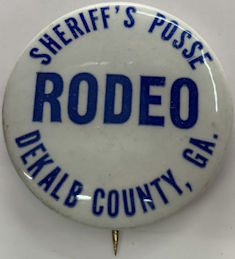 SHERIFF'S POSSE
RODEO
DEKALB COUNTY, GA.